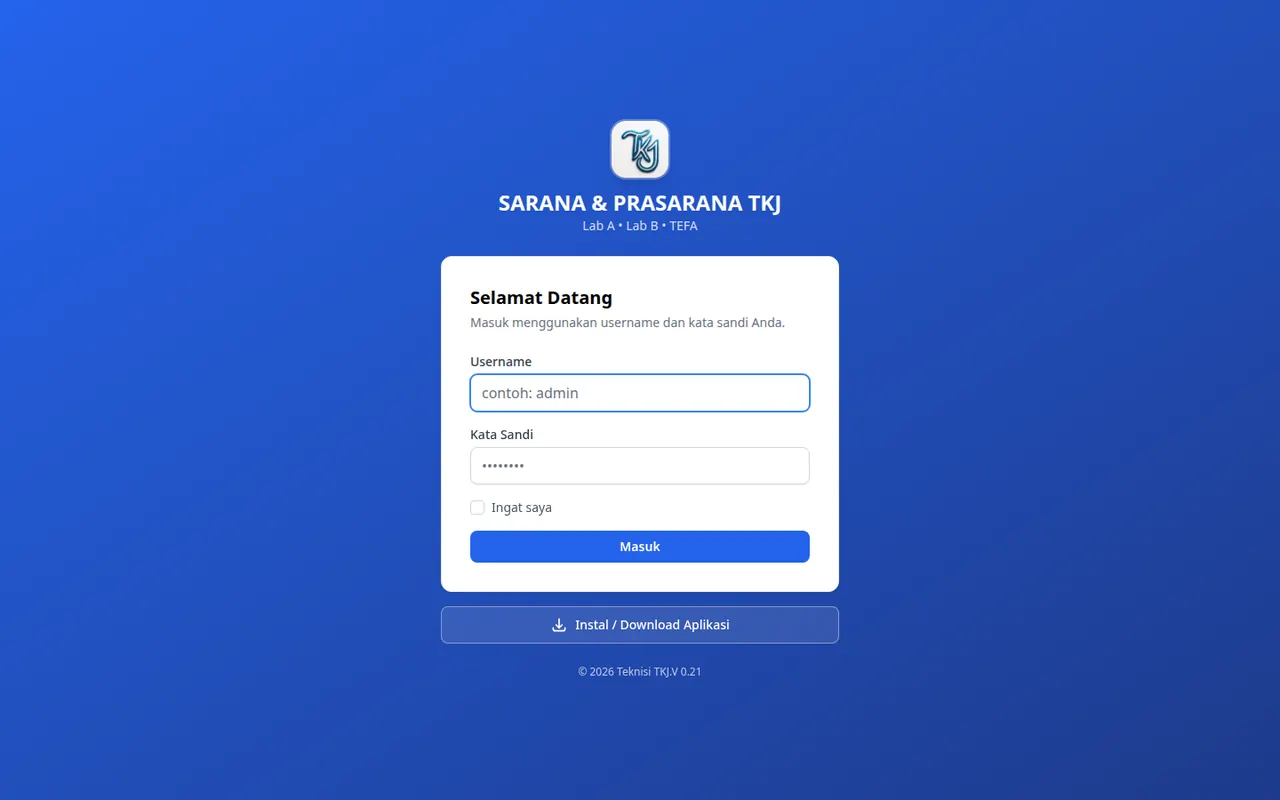 TKJ
SARANA & PRASARANA TKJ
Lab A • Lab B • TEFA
Selamat Datang
Masuk menggunakan username dan kata sandi Anda.
Username
contoh: admin
Kata Sandi
••••••••
Ingat saya
Masuk
Instal / Download Aplikasi
© 2026 Teknisi TKJ.V 0.21